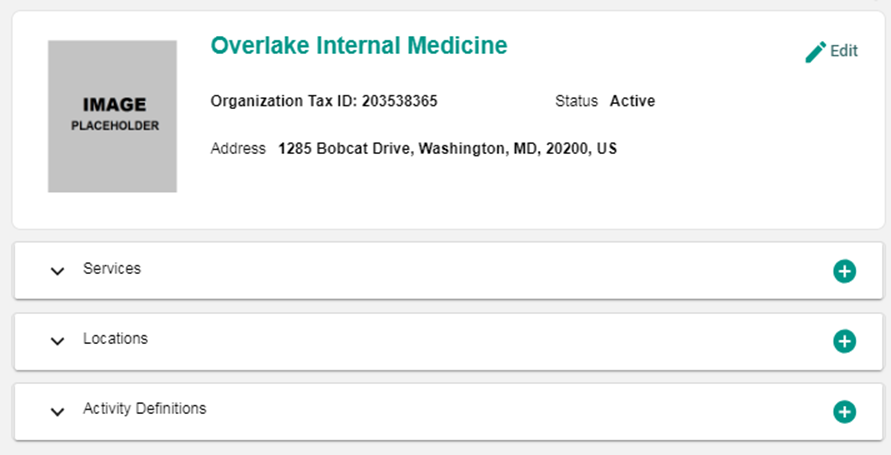 Overlake Internal Medicine
Edit
IMAGE
PLACEHOLDER
Organization Tax ID: 203538365 Status Active
Address 1285 Bobcat Drive, Washington, MD, 20200, US
Services
Locations
Activity Definitions